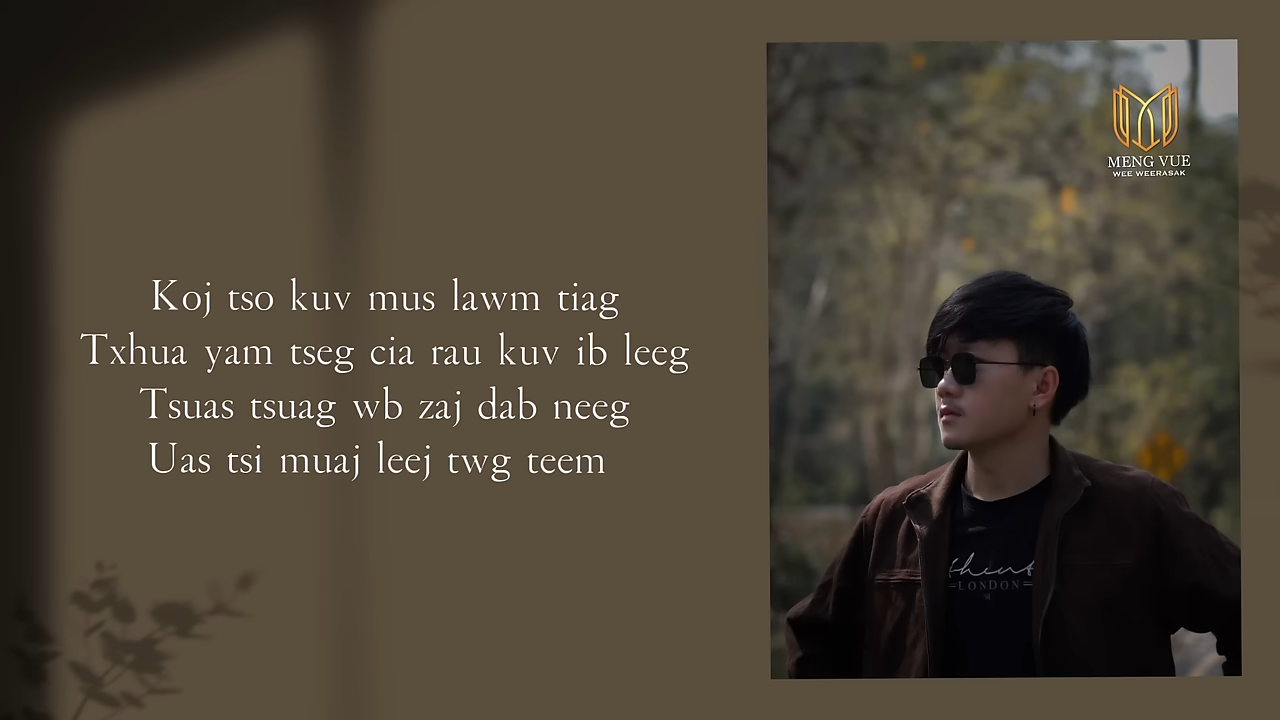 Koj tso kuv mus lawm tiag
Txhua yam tseg cia rau kuv ib leeg
Tsuas tsuag wb zaj dab neeg
Uas tsi muaj leej twg teem
MENG VUE
WEE WEERASAK
LONDON